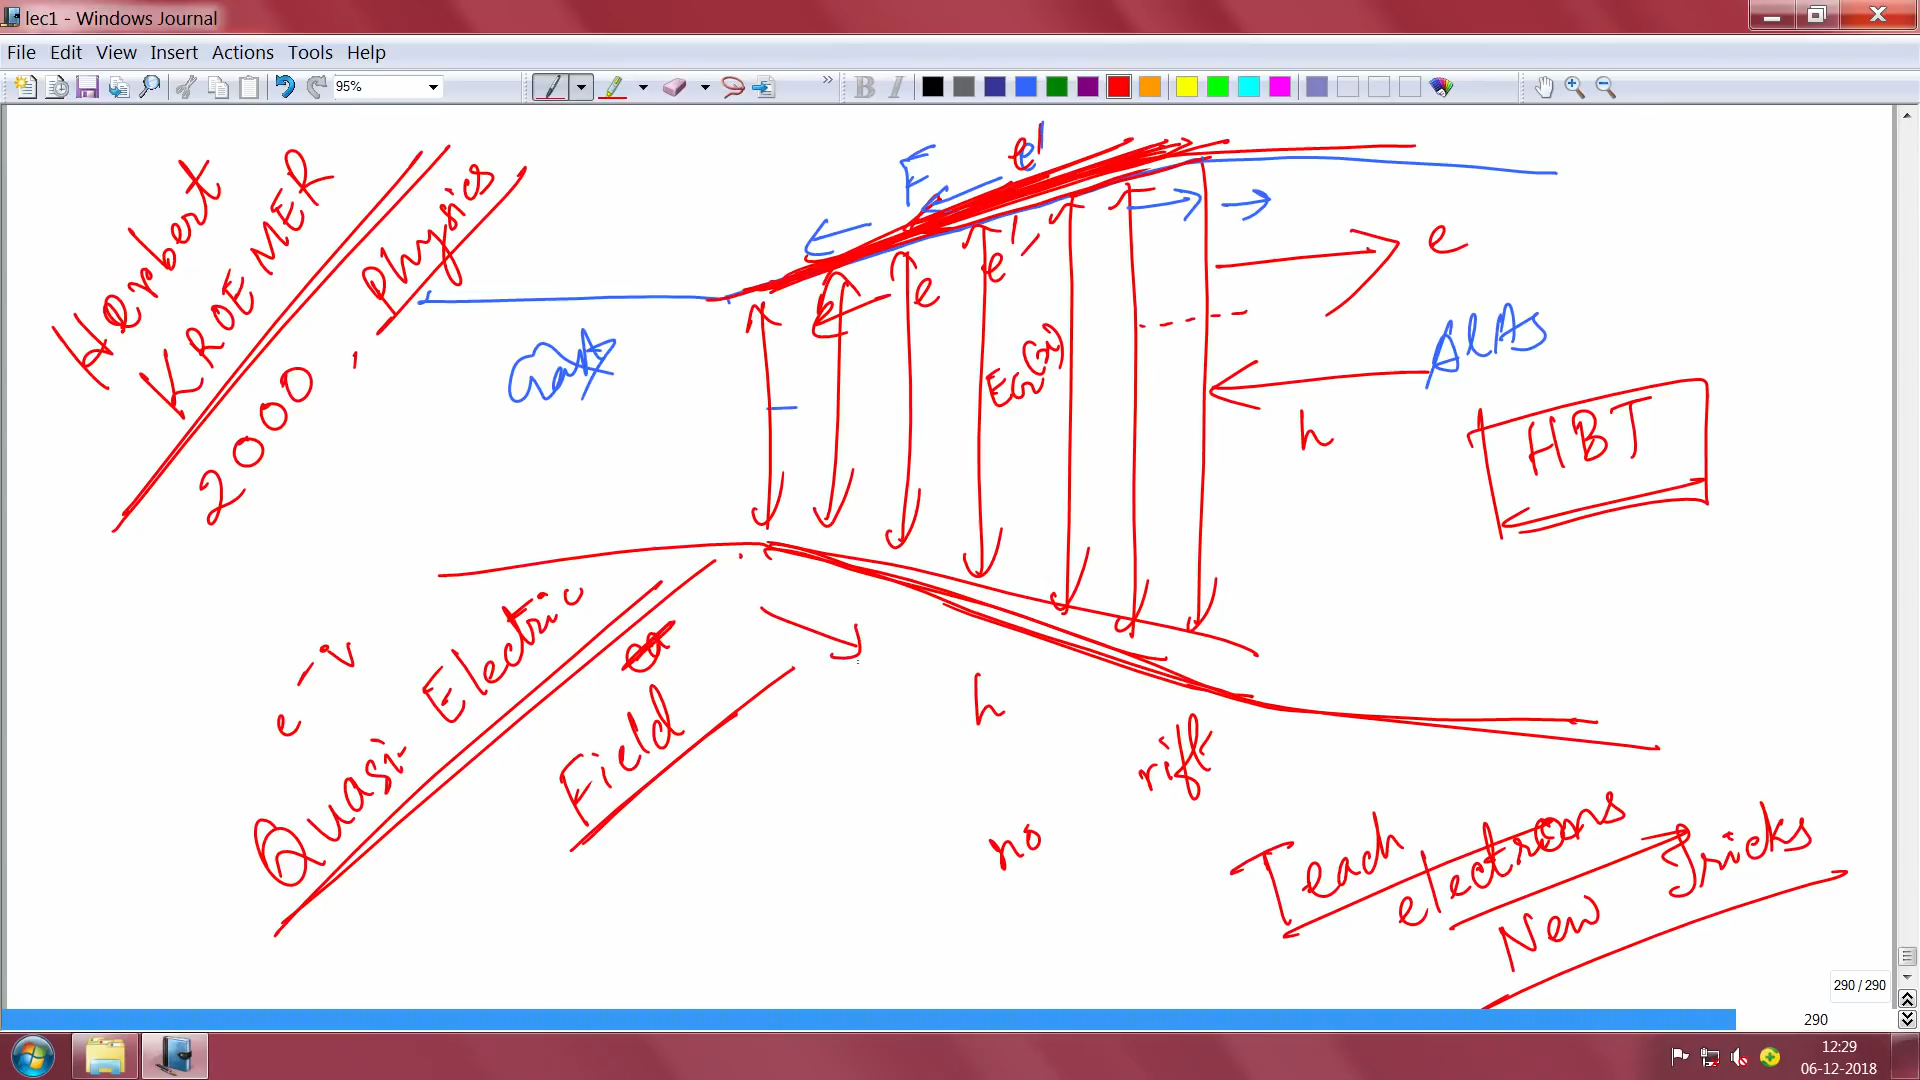 lec1 - Windows Journal
File Edit View Insert Actions Tools Help
95%
B I
Herbert
KROEMER
2000, Physics
F
e
e
e
e
e
EG(x)
GaAs
AlAs
h
HBT
e-v
Quasi-Electric
Field
h
rift
no
Teach
electrons
New Tricks
290 / 290
290
12:29
06-12-2018